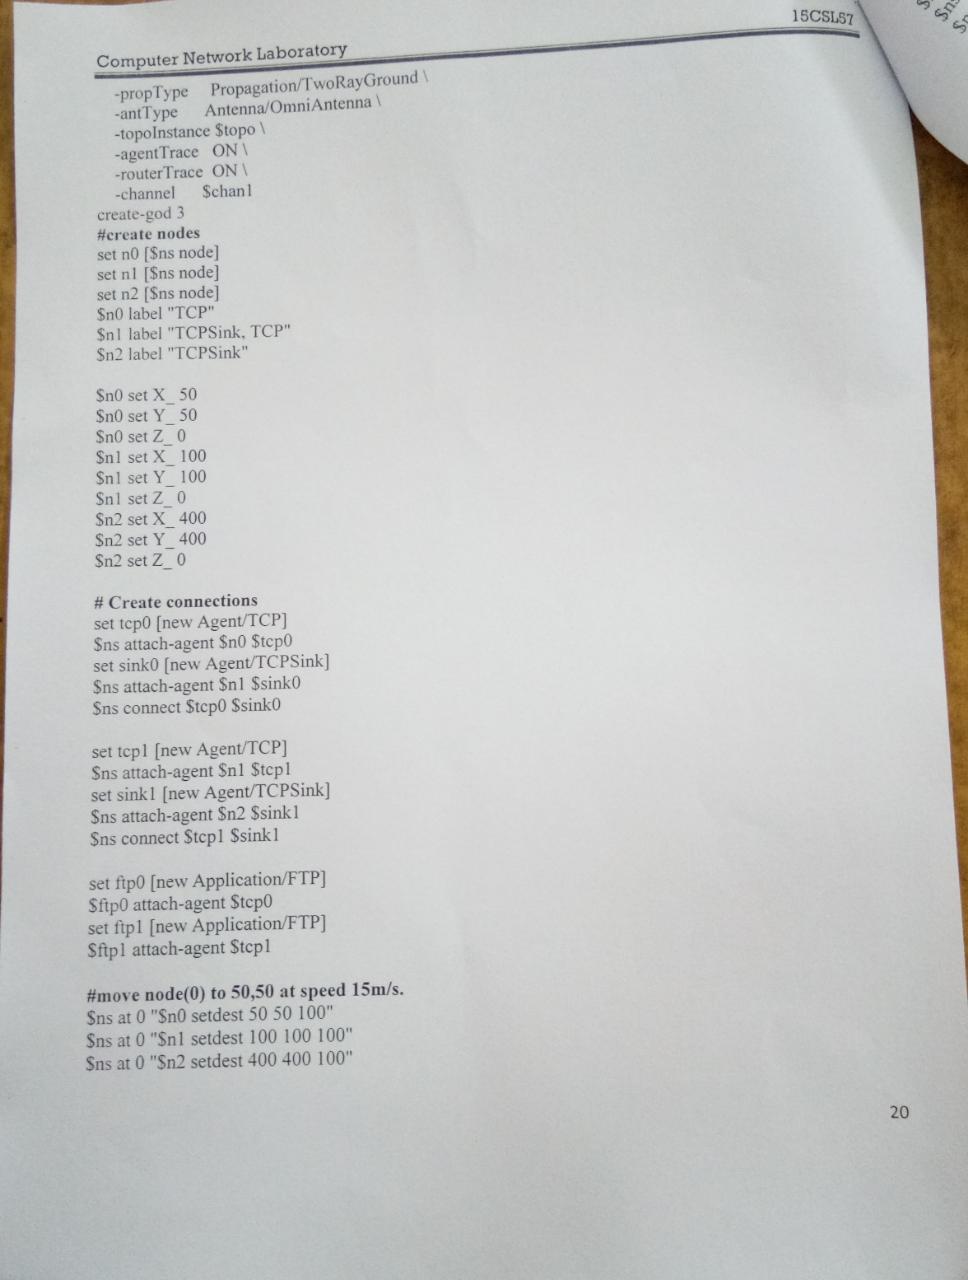 15CSL57
Computer Network Laboratory
-propType Propagation/TwoRayGround \
-antType Antenna/OmniAntenna \
-topoInstance $topo \
-agentTrace ON \
-routerTrace ON \
-channel $chan1
create-god 3
#create nodes
set n0 [$ns node]
set n1 [$ns node]
set n2 [$ns node]
$n0 label "TCP"
$n1 label "TCPSink, TCP"
$n2 label "TCPSink"
$n0 set X_ 50
$n0 set Y_ 50
$n0 set Z_ 0
$n1 set X_ 100
$n1 set Y_ 100
$n1 set Z_ 0
$n2 set X_ 400
$n2 set Y_ 400
$n2 set Z_ 0
# Create connections
set tcp0 [new Agent/TCP]
$ns attach-agent $n0 $tcp0
set sink0 [new Agent/TCPSink]
$ns attach-agent $n1 $sink0
$ns connect $tcp0 $sink0
set tcp1 [new Agent/TCP]
$ns attach-agent $n1 $tcp1
set sink1 [new Agent/TCPSink]
$ns attach-agent $n2 $sink1
$ns connect $tcp1 $sink1
set ftp0 [new Application/FTP]
$ftp0 attach-agent $tcp0
set ftp1 [new Application/FTP]
$ftp1 attach-agent $tcp1
#move node(0) to 50,50 at speed 15m/s.
$ns at 0 "$n0 setdest 50 50 100"
$ns at 0 "$n1 setdest 100 100 100"
$ns at 0 "$n2 setdest 400 400 100"
20